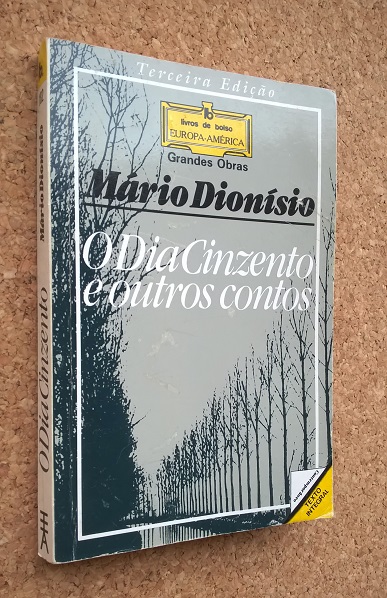 Terceira Edição
lb
livros de bolso
EUROPA-AMÉRICA
Grandes Obras
Mário Dionísio
O Dia Cinzento
e outros contos
TEXTO
INTEGRAL
Mário Dionísio
O Dia Cinzento